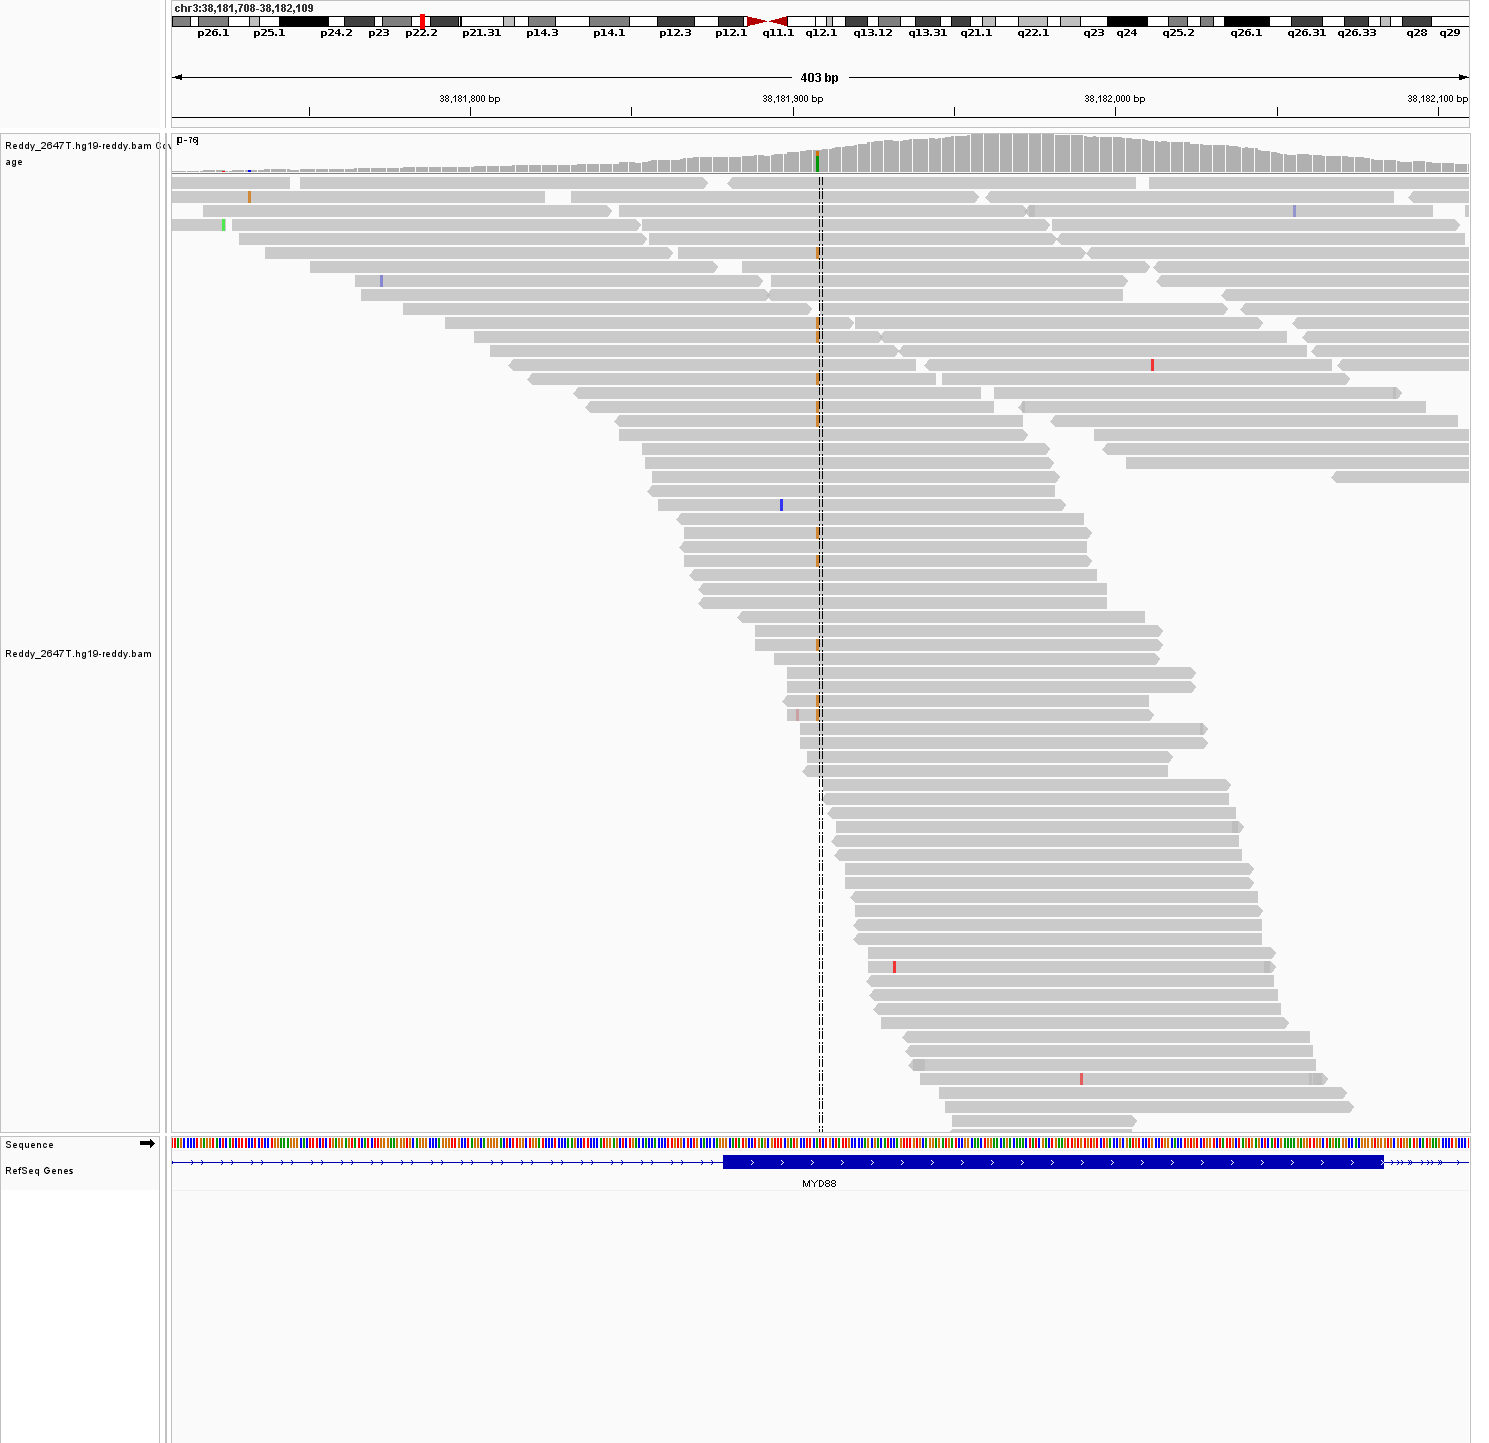 chr3:38,181,708-38,182,109
p26.1 p25.1 p24.2 p23 p22.2 p21.31 p14.3 p14.1 p12.3 p12.1 q11.1 q12.1 q13.12 q13.31 q21.1 q22.1 q23 q24 q25.2 q26.1 q26.31 q26.33 q28 q29
403 bp
38,181,800 bp 38,181,900 bp 38,182,000 bp 38,182,100 bp
[0-76]
Reddy_2647T.hg19-reddy.bam Cov
age
Reddy_2647T.hg19-reddy.bam
Sequence
RefSeq Genes
MYD88